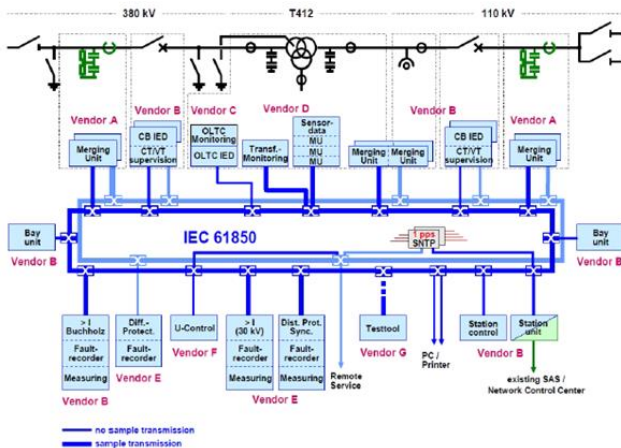 380 kV
T412
110 kV
Vendor A
Vendor B
Vendor C
Vendor D
Vendor B
Vendor A
Merging
Unit
CB IED
CT/VT
supervision
OLTC
Monitoring
OLTC IED
Transf.-
Monitoring
Sensor-
data
MU
MU
MU
Merging
Unit
Merging
Unit
CB IED
CT/VT
supervision
Merging
Unit
Bay
unit
Vendor B
IEC 61850
1 pps
SNTP
Bay
unit
Vendor B
> I
Buchholz
Fault-
recorder
Measuring
Vendor B
Diff.-
Protect.
Fault-
recorder
Vendor E
U-Control
Vendor F
> I
(30 kV)
Fault-
recorder
Measuring
Dist. Prot.
Sync.
Fault-
recorder
Measuring
Vendor E
Remote
Service
Testtool
Vendor G
PC /
Printer
Station
control
Vendor B
Station
unit
existing SAS /
Network Control Center
no sample transmission
sample transmission